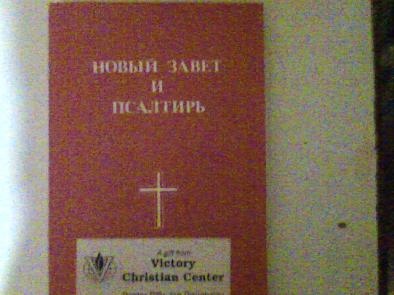 НОВЫЙ ЗАВЕТ
И
ПСАЛТИРЬ
A gift from
Victory
Christian Center